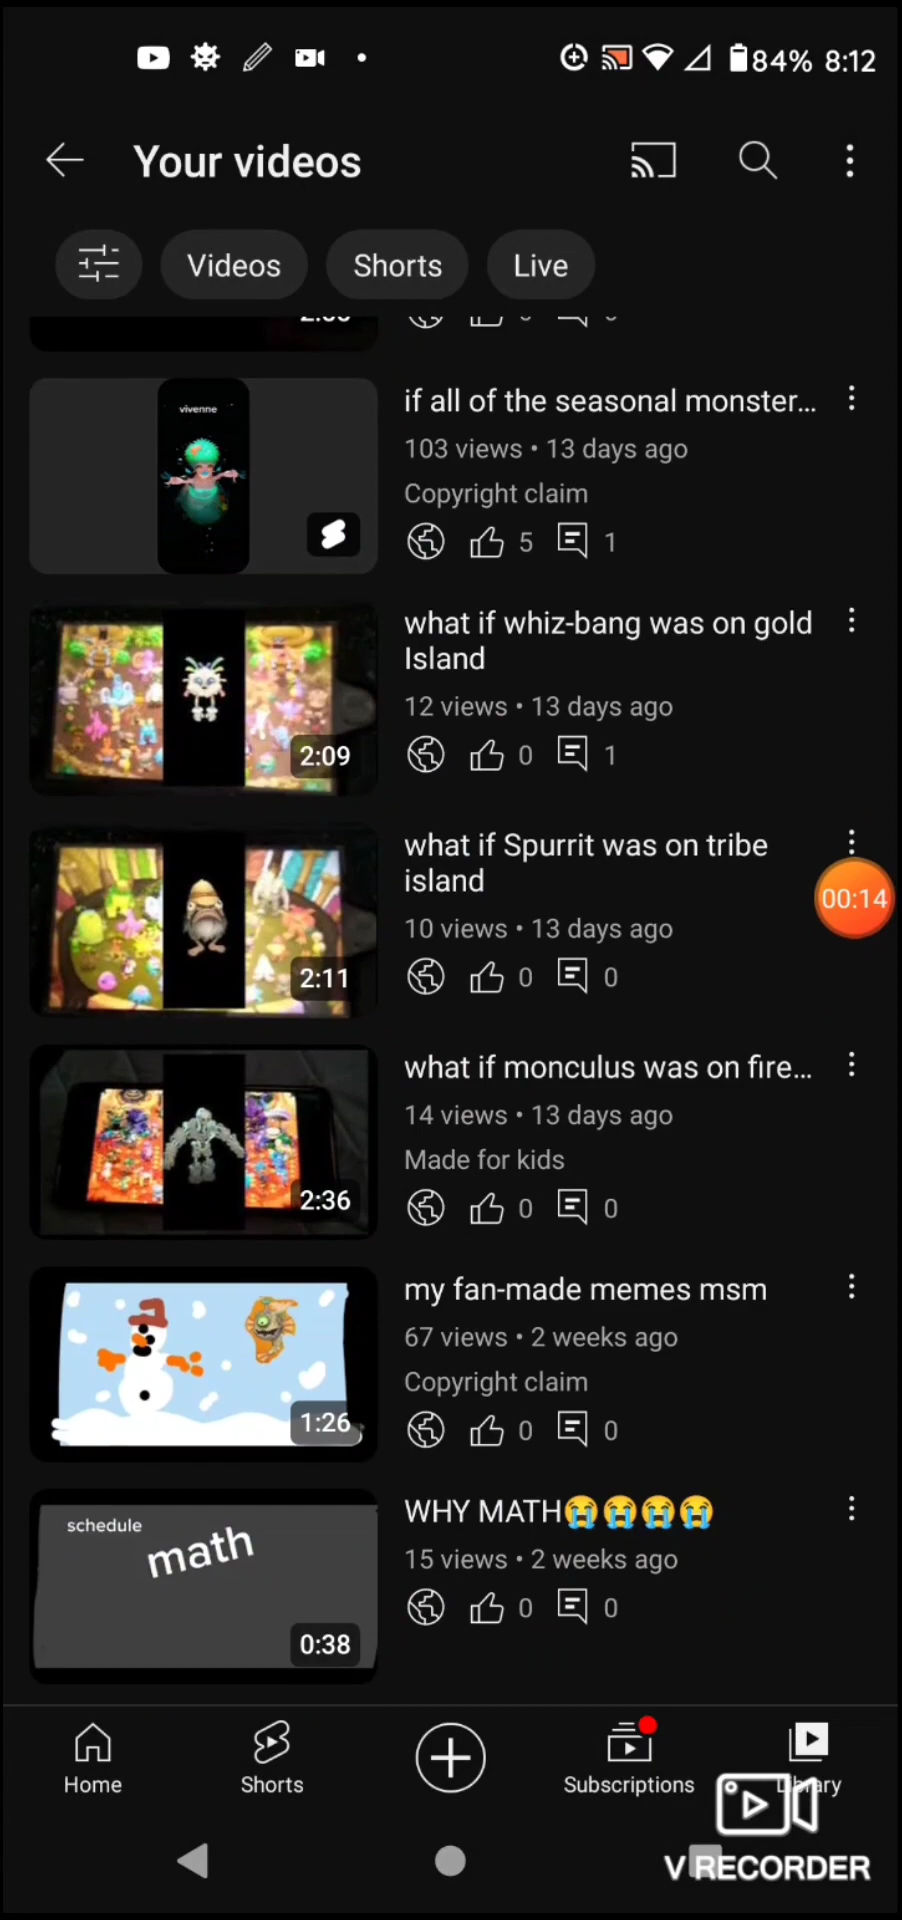 84% 8:12
Your videos
Videos Shorts Live
vivenne
if all of the seasonal monster...
103 views • 13 days ago
Copyright claim
5 1
what if whiz-bang was on gold
Island
12 views • 13 days ago
0 1
2:09
what if Spurrit was on tribe
island
00:14
10 views • 13 days ago
0 0
2:11
what if monculus was on fire...
14 views • 13 days ago
Made for kids
0 0
2:36
my fan-made memes msm
67 views • 2 weeks ago
Copyright claim
0 0
1:26
WHY MATH😭😭😭😭
schedule
math
15 views • 2 weeks ago
0 0
0:38
Home Shorts Subscriptions Library
V RECORDER